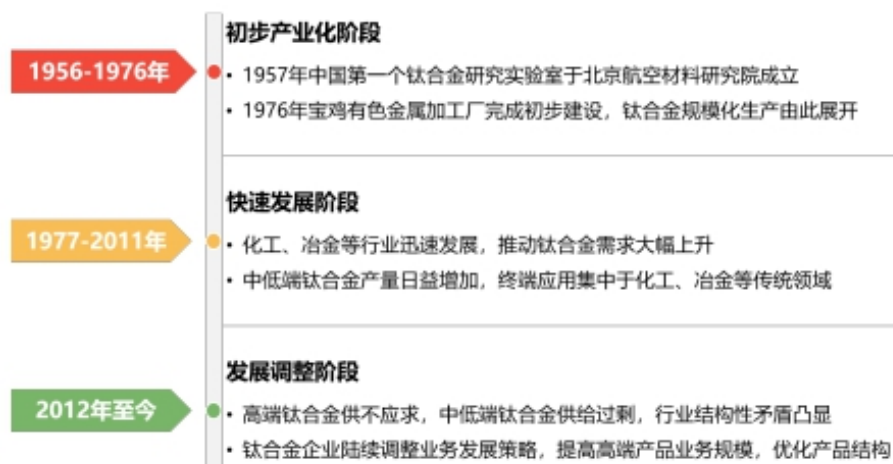 初步产业化阶段
1956-1976年
• 1957年中国第一个钛合金研究实验室于北京航空材料研究院成立
• 1976年宝鸡有色金属加工厂完成初步建设，钛合金规模化生产由此展开
快速发展阶段
1977-2011年
• 化工、冶金等行业迅速发展，推动钛合金需求大幅上升
• 中低端钛合金产量日益增加，终端应用集中于化工、冶金等传统领域
发展调整阶段
2012年至今
• 高端钛合金供不应求，中低端钛合金供给过剩，行业结构性矛盾凸显
• 钛合金企业陆续调整业务发展策略，提高高端产品业务规模，优化产品结构